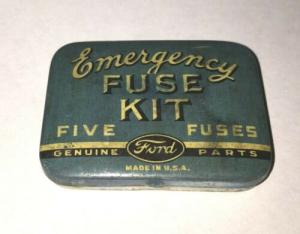 Emergency
FUSE
KIT
FIVE FUSES
GENUINE Ford PARTS
MADE IN U.S.A.